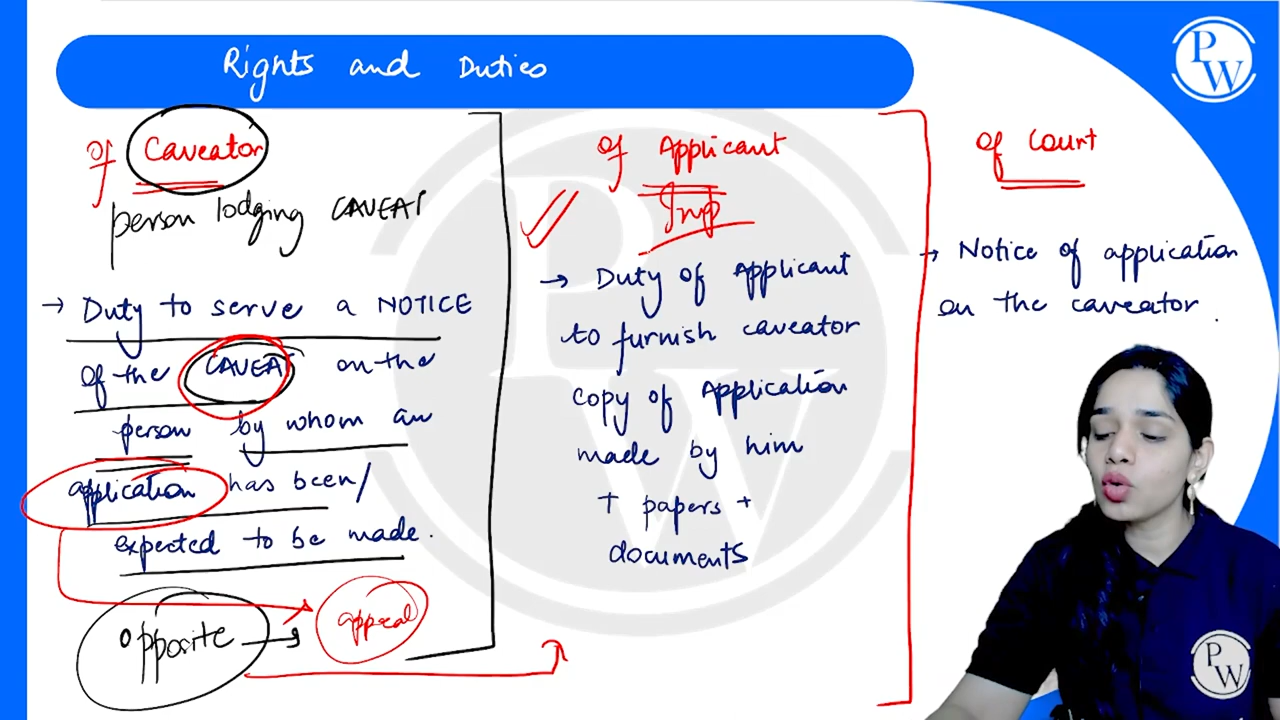 Rights and Duties
PW
of Caveator
person lodging CAVEAT
→ Duty to serve a NOTICE
of the CAVEAT on the
person by whom an
application has been/
expected to be made.
opposite →
appeal
of Applicant
Imp
→ Duty of Applicant
to furnish caveator
copy of Application
made by him
+ papers +
documents
of Court
→ Notice of application
on the caveator.
PW
PW